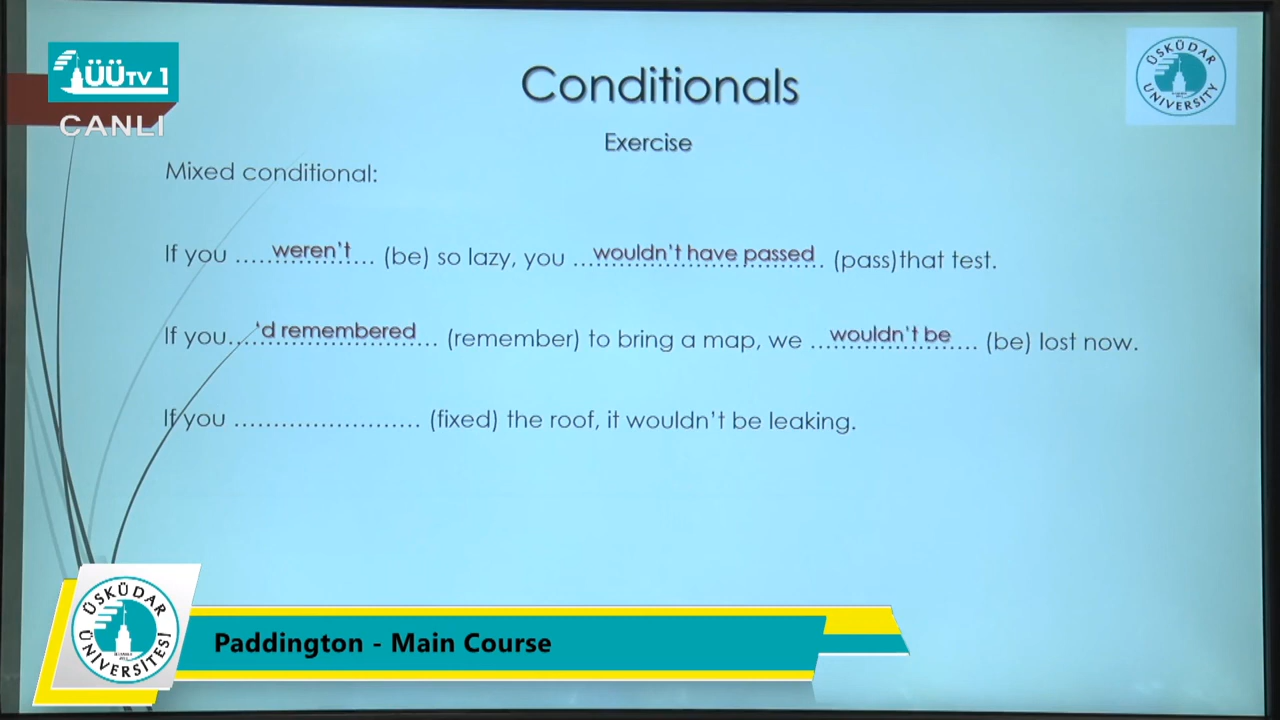 ÜÜTV 1
CANLI
ÜSKÜDAR UNIVERSITY
Conditionals
Exercise
Mixed conditional:
If you .....weren't... (be) so lazy, you ...wouldn't have passed. (pass)that test.
If you....'d remembered... (remember) to bring a map, we ...wouldn't be.... (be) lost now.
If you ........................ (fixed) the roof, it wouldn't be leaking.
ÜSKÜDAR ÜNİVERSİTESİ
Paddington - Main Course